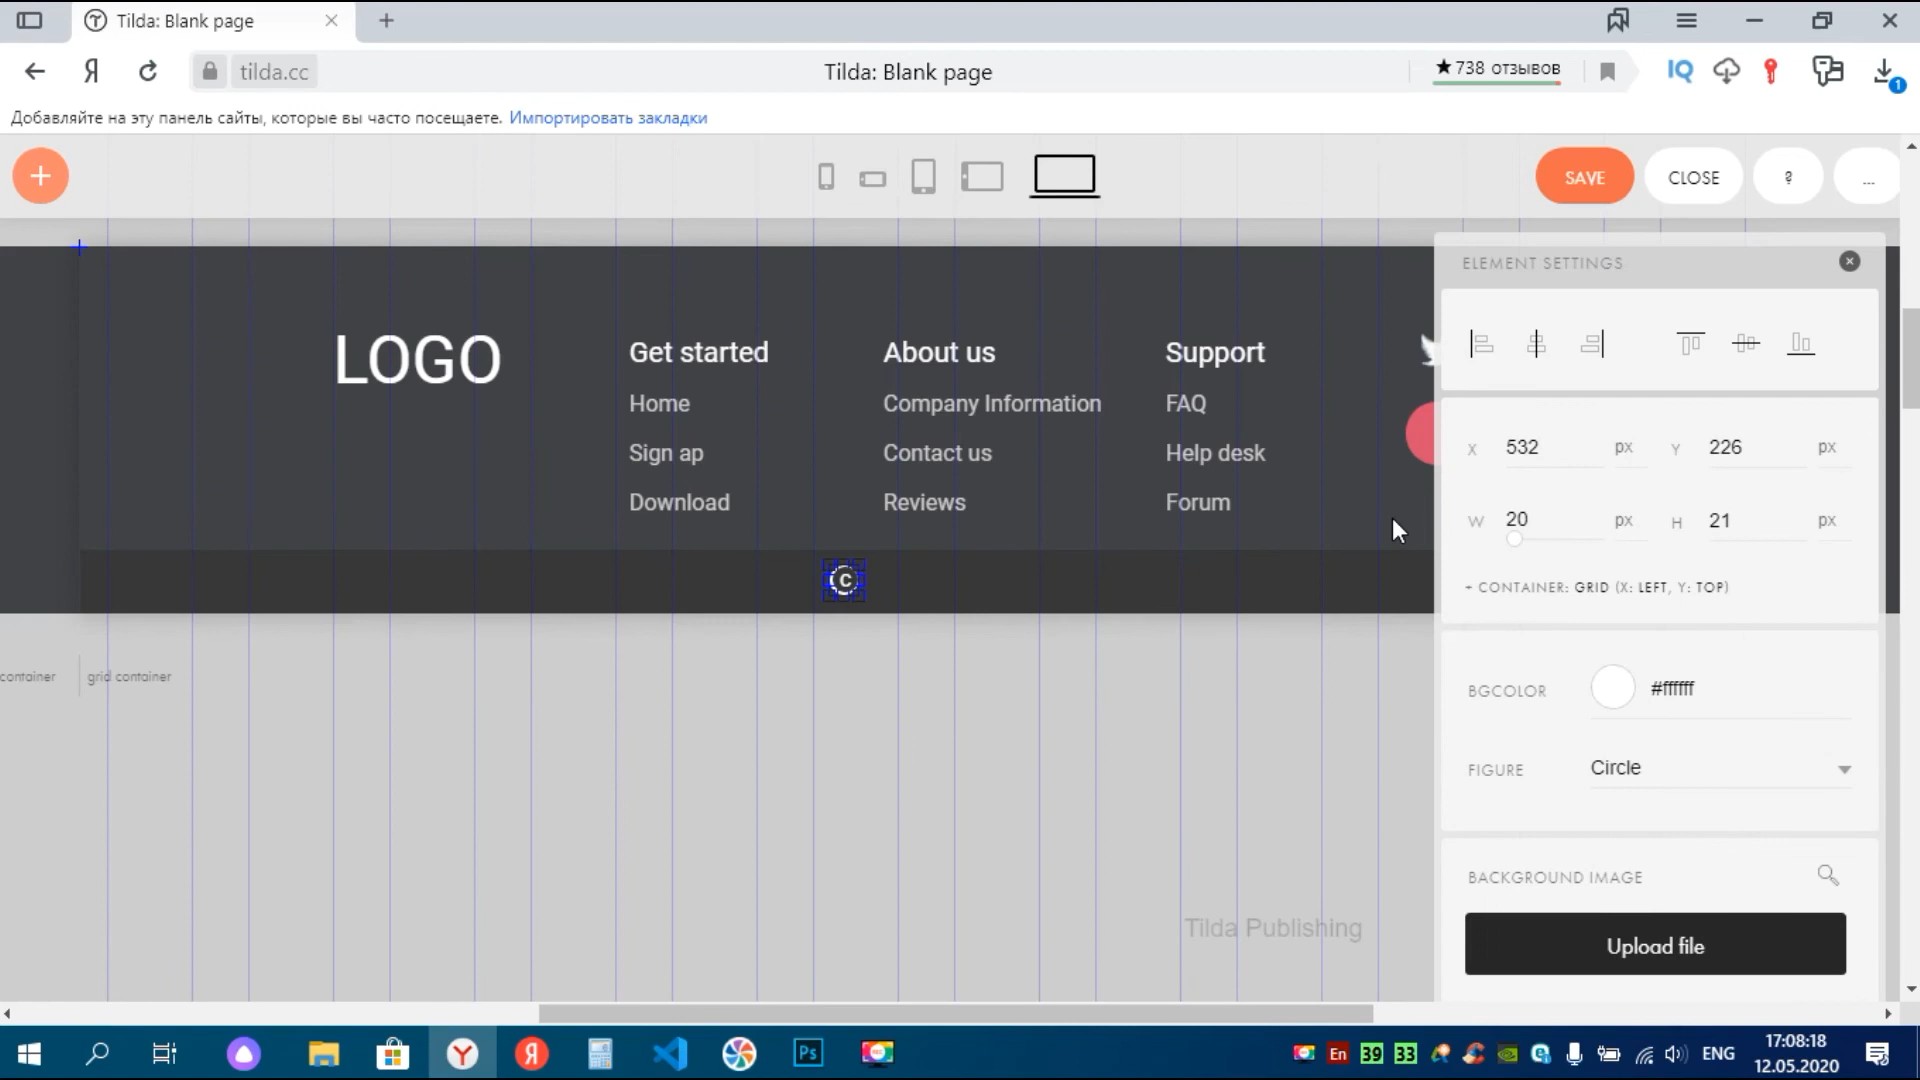 Tilda: Blank page
Я
tilda.cc
Tilda: Blank page
★738 отзывов
IQ
1
Добавляйте на эту панель сайты, которые вы часто посещаете. Импортировать закладки
+
SAVE
CLOSE
?
...
ELEMENT SETTINGS
LOGO
Get started
About us
Support
Home
Company Information
FAQ
Sign ap
Contact us
Help desk
Download
Reviews
Forum
C
X 532 px Y 226 px
W 20 px H 21 px
+ CONTAINER: GRID (X: LEFT, Y: TOP)
container
grid container
BGCOLOR #ffffff
FIGURE Circle
BACKGROUND IMAGE
Upload file
Tilda Publishing
Y
Я
Ps
En
39
33
ENG
17:08:18
12.05.2020